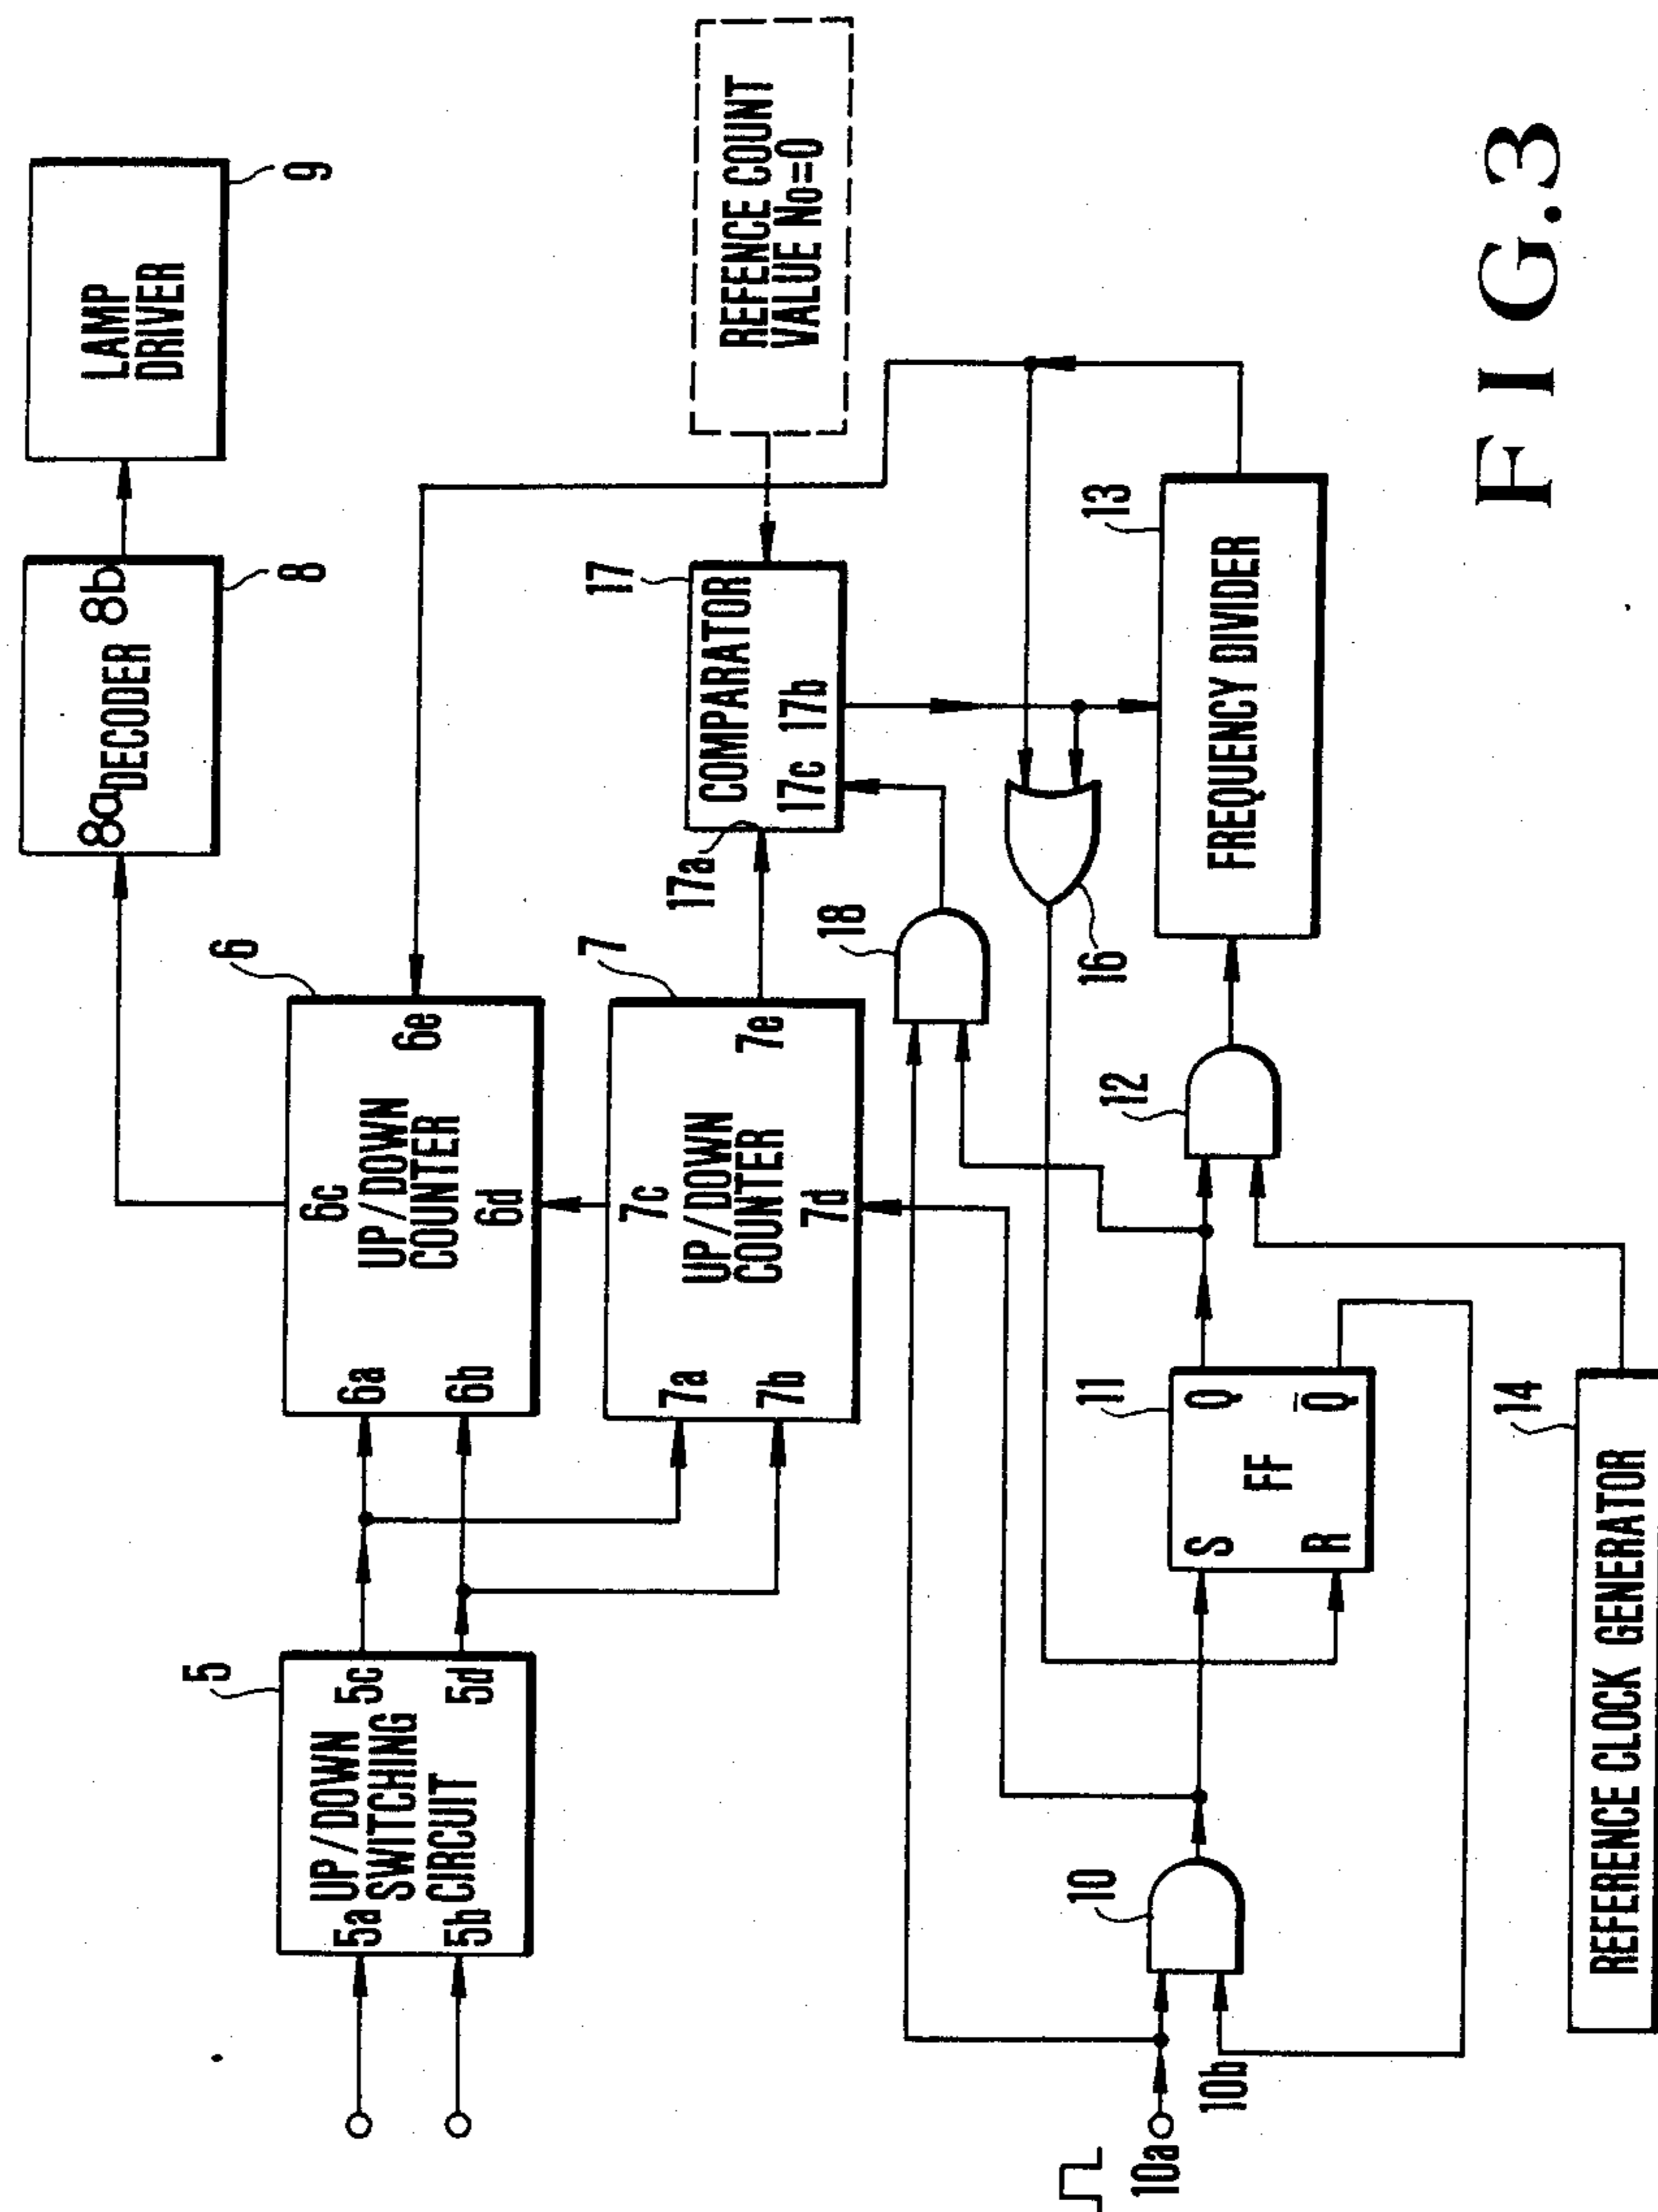 9
LAMP
DRIVER
8
8a
DECODER
8b
REFENCE COUNT
VALUE No=0
6
6c
UP/DOWN
COUNTER
6a
6b
6d
6e
5
UP/DOWN
SWITCHING
CIRCUIT
5a
5b
5c
5d
7
7c
UP/DOWN
COUNTER
7a
7b
7d
7e
17
COMPARATOR
17a
17c
17b
18
16
10
10a
10b
11
S
Q
FF
R
Q̅
12
13
FREQUENCY DIVIDER
14
REFERENCE CLOCK GENERATOR
FIG.3